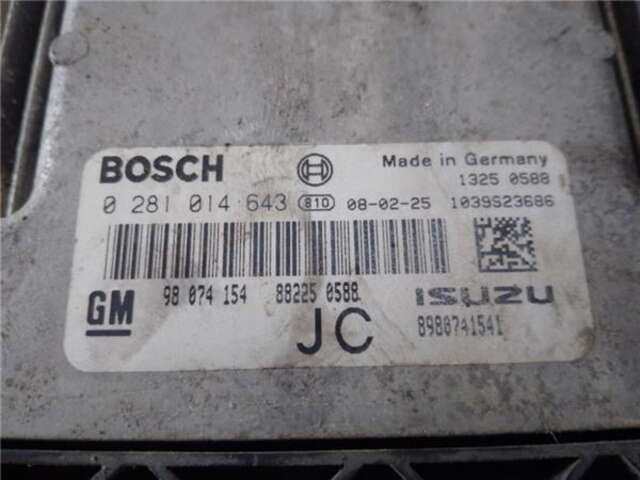 BOSCH Made in Germany
1325 0588
0 281 014 643 810 08-02-25 1039S23686
GM 98 074 154 88225 0588 ISUZU
JC 8980741541